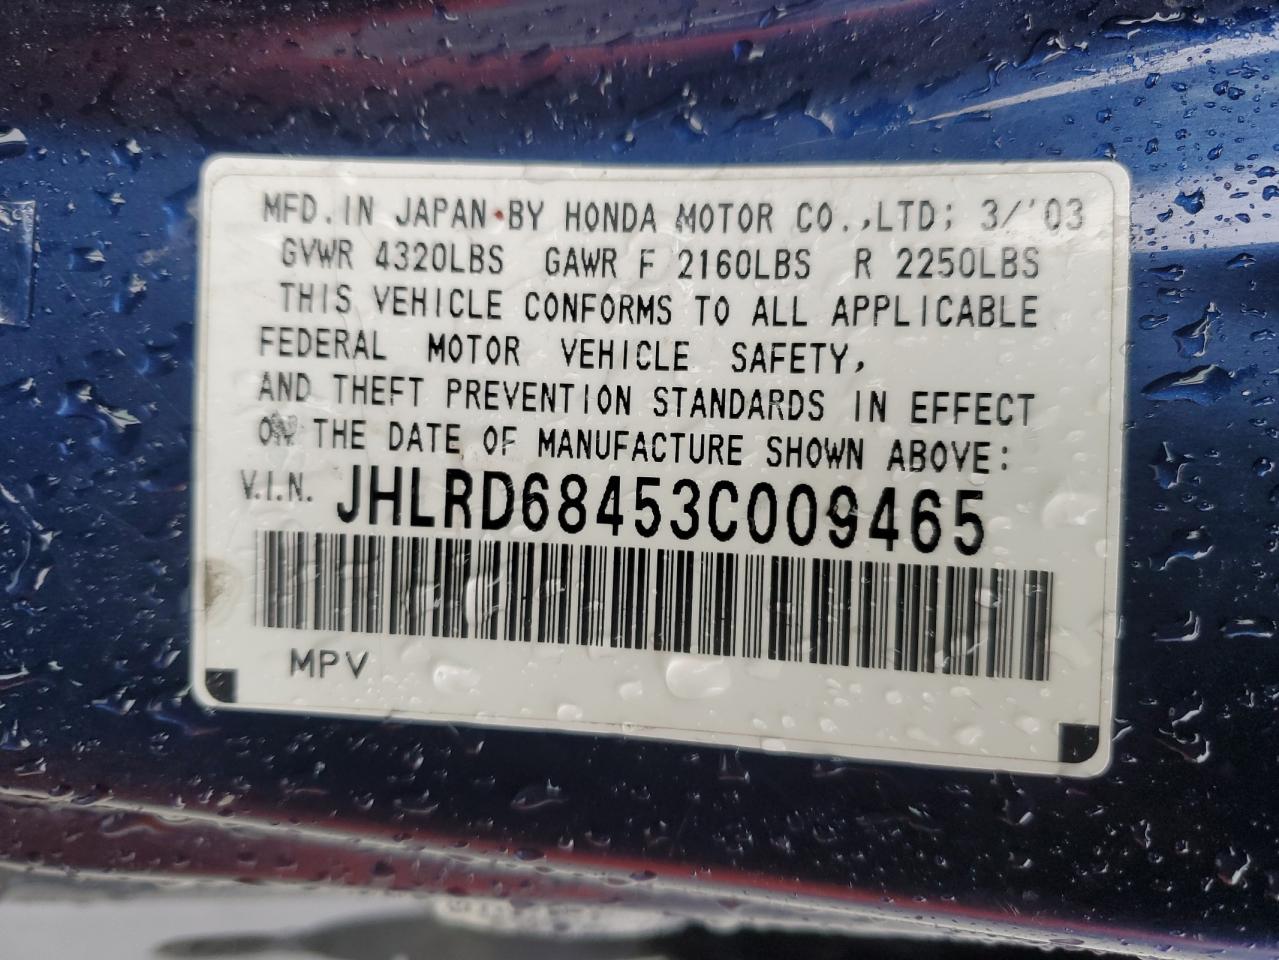 MFD.IN JAPAN BY HONDA MOTOR CO.,LTD; 3/'03
GVWR 4320LBS GAWR F 2160LBS R 2250LBS
THIS VEHICLE CONFORMS TO ALL APPLICABLE
FEDERAL MOTOR VEHICLE SAFETY,
AND THEFT PREVENTION STANDARDS IN EFFECT
ON THE DATE OF MANUFACTURE SHOWN ABOVE:
V.I.N. JHLRD68453C009465
MPV